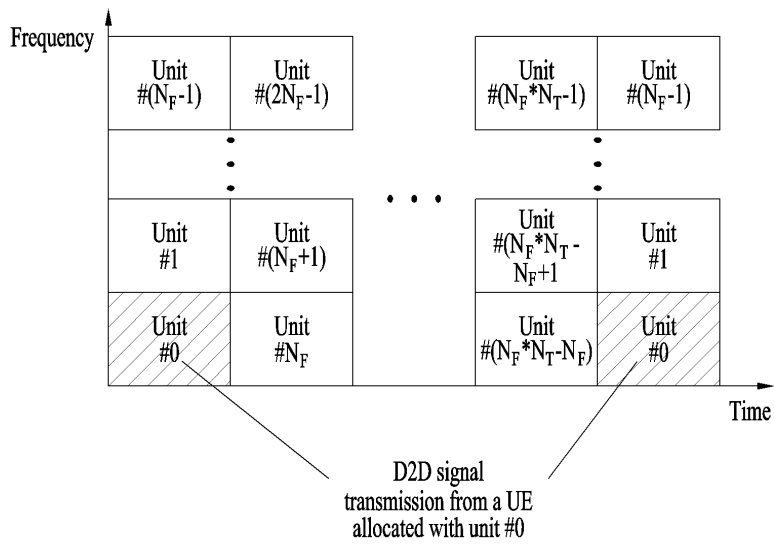 Frequency
Unit
#(N_F-1)
Unit
#(2N_F-1)
Unit
#(N_F*N_T-1)
Unit
#(N_F-1)
Unit
#1
Unit
#(N_F+1)
Unit
#(N_F*N_T -
N_F+1
Unit
#1
Unit
#0
Unit
#N_F
Unit
#(N_F*N_T-N_F)
Unit
#0
Time
D2D signal
transmission from a UE
allocated with unit #0